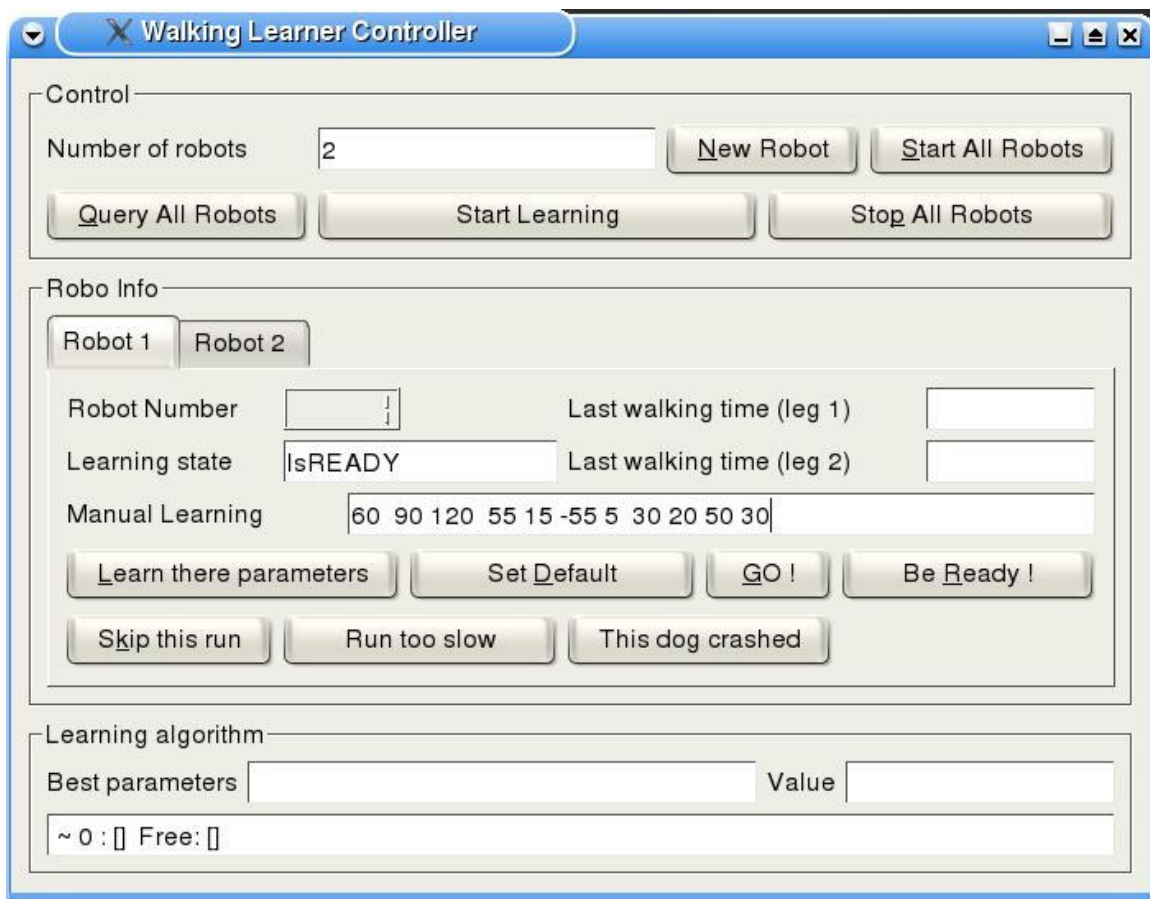 Walking Learner Controller
Control
Number of robots 2 New Robot Start All Robots
Query All Robots Start Learning Stop All Robots
Robo Info
Robot 1 Robot 2
Robot Number Last walking time (leg 1)
Learning state IsREADY Last walking time (leg 2)
Manual Learning 60 90 120 55 15 -55 5 30 20 50 30
Learn there parameters Set Default GO ! Be Ready !
Skip this run Run too slow This dog crashed
Learning algorithm
Best parameters Value
~ 0 : [] Free: []